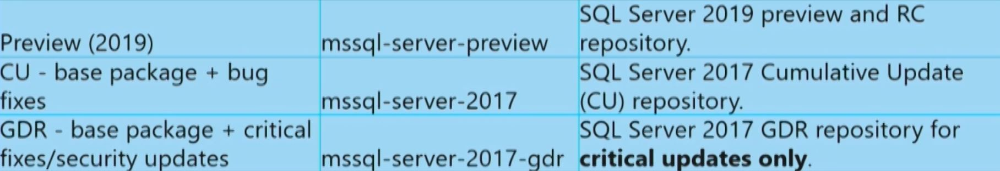 Preview (2019)
mssql-server-preview
SQL Server 2019 preview and RC
repository.
CU - base package + bug
fixes
mssql-server-2017
SQL Server 2017 Cumulative Update
(CU) repository.
GDR - base package + critical
fixes/security updates
mssql-server-2017-gdr
SQL Server 2017 GDR repository for
critical updates only.